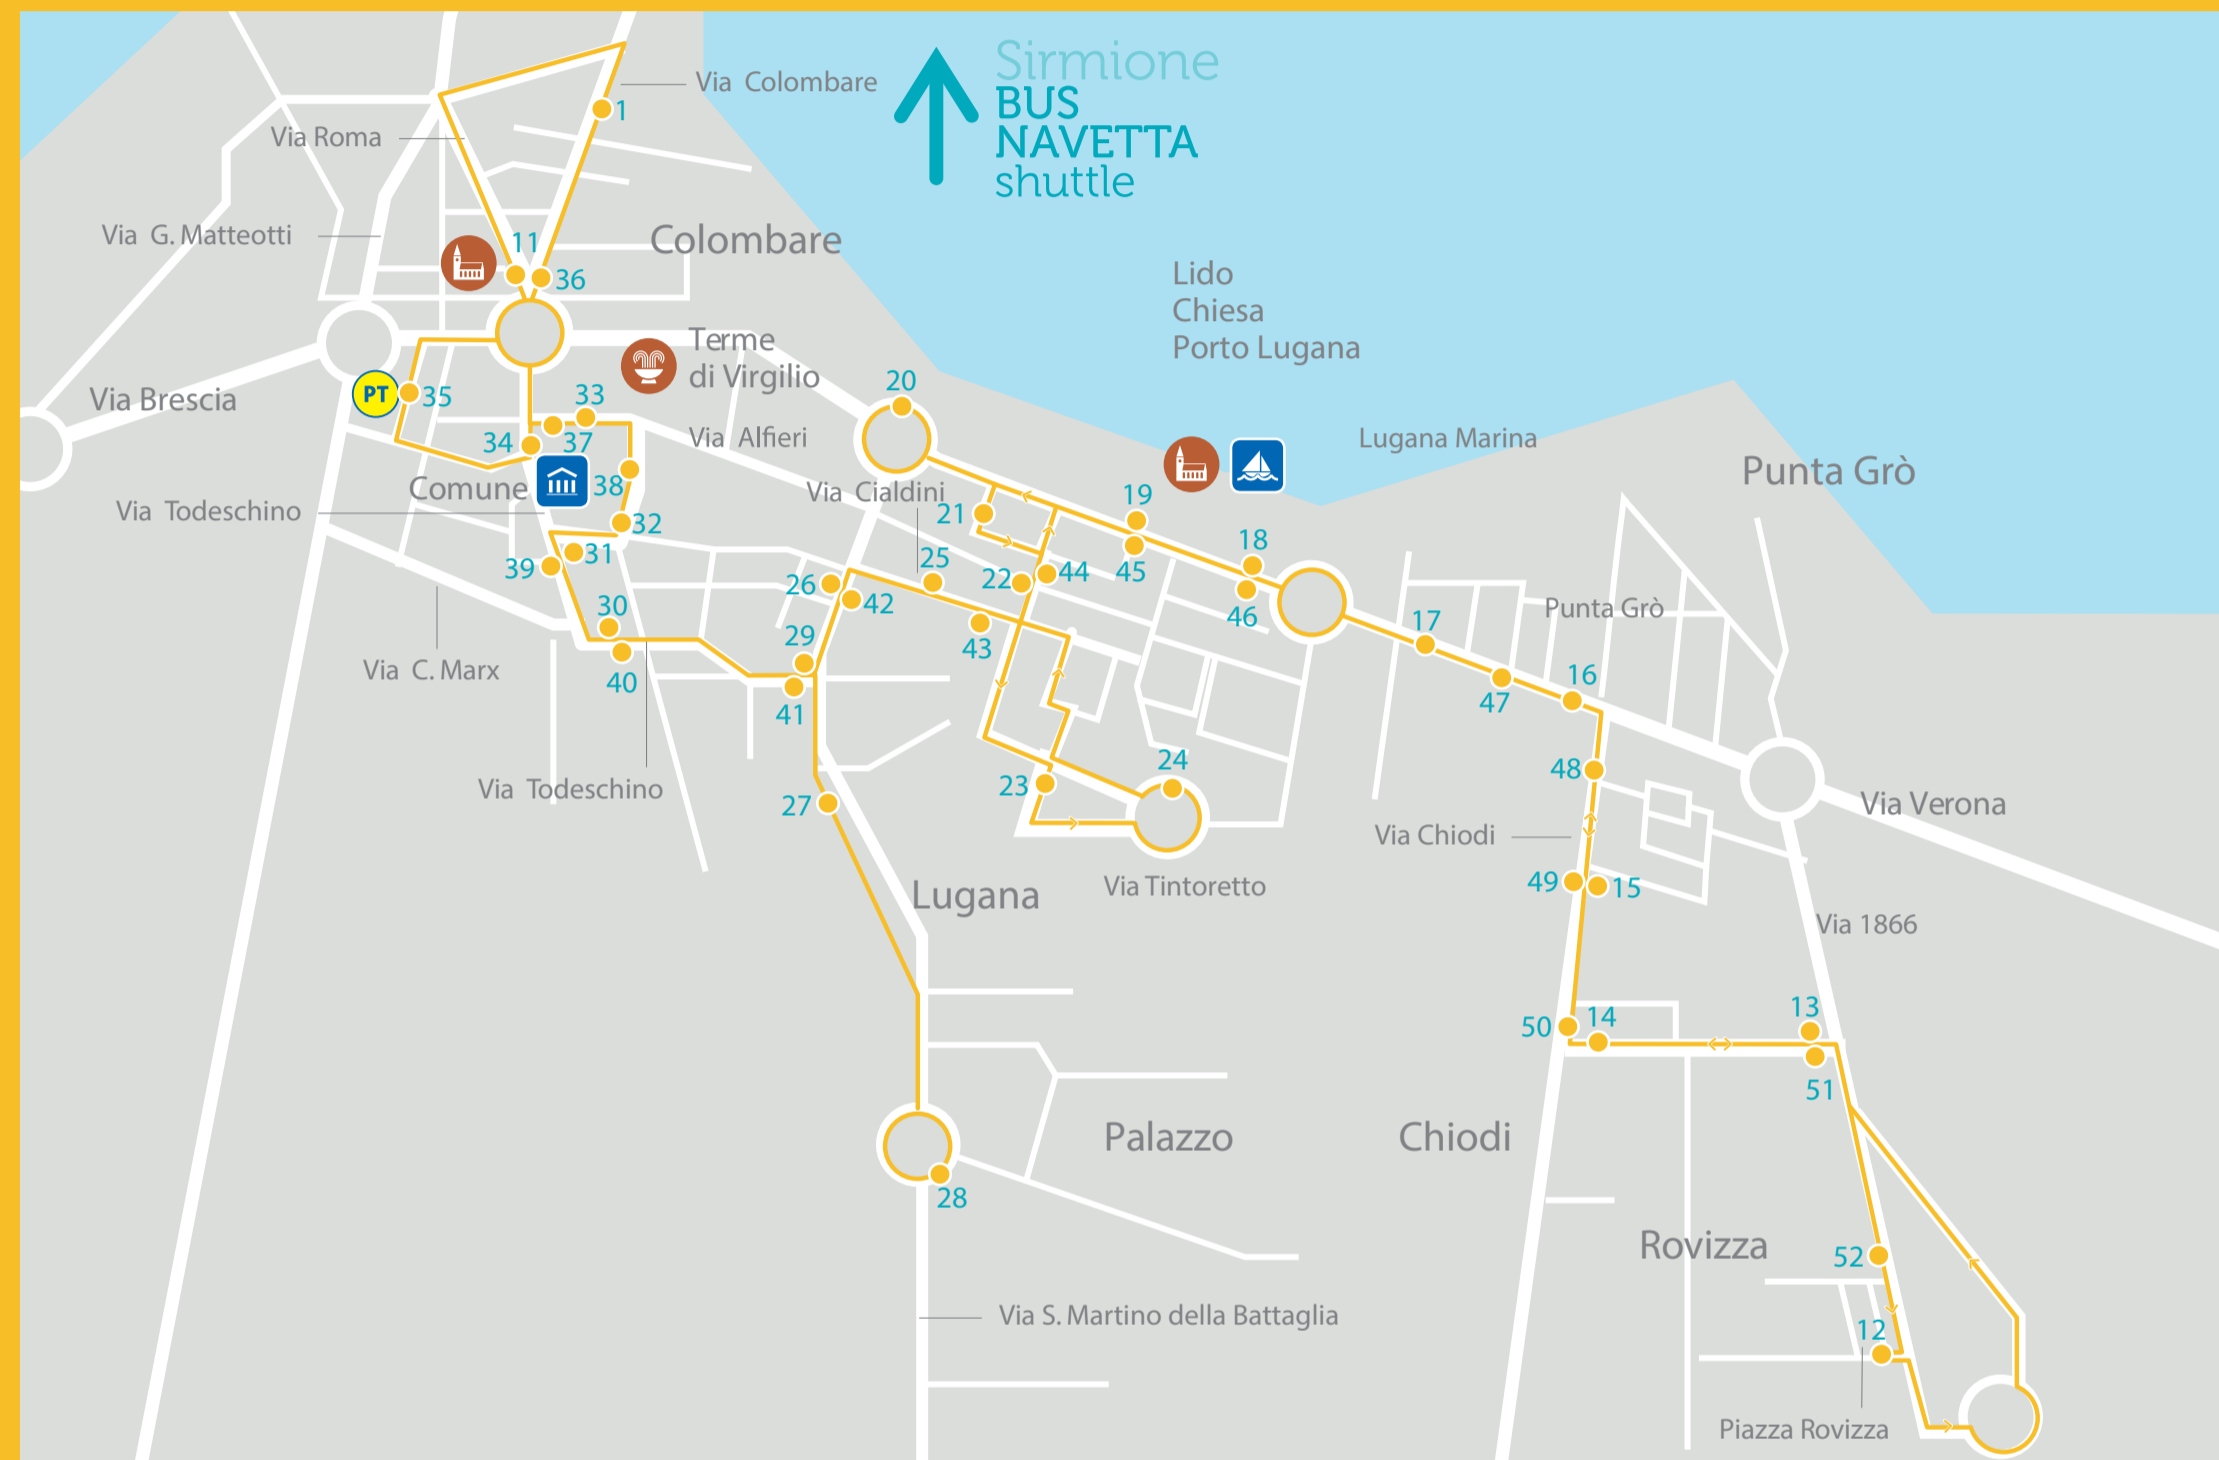 Sirmione
BUS
NAVETTA
shuttle
Via Colombare
1
Via Roma
Via G. Matteotti
11
Colombare
36
Lido
Chiesa
Porto Lugana
Terme
di Virgilio
Via Brescia
PT
35
33
20
34
37
Via Alfieri
Lugana Marina
Punta Grò
Comune
38
Via Cialdini
19
21
Via Todeschino
32
18
31
39
25
26
22
44
45
42
46
Punta Grò
30
17
29
43
Via C. Marx
40
16
47
41
24
48
Via Todeschino
23
27
Via Verona
Via Chiodi
Lugana
Via Tintoretto
49
15
Via 1866
13
50
14
51
Palazzo
Chiodi
28
Rovizza
52
Via S. Martino della Battaglia
12
Piazza Rovizza